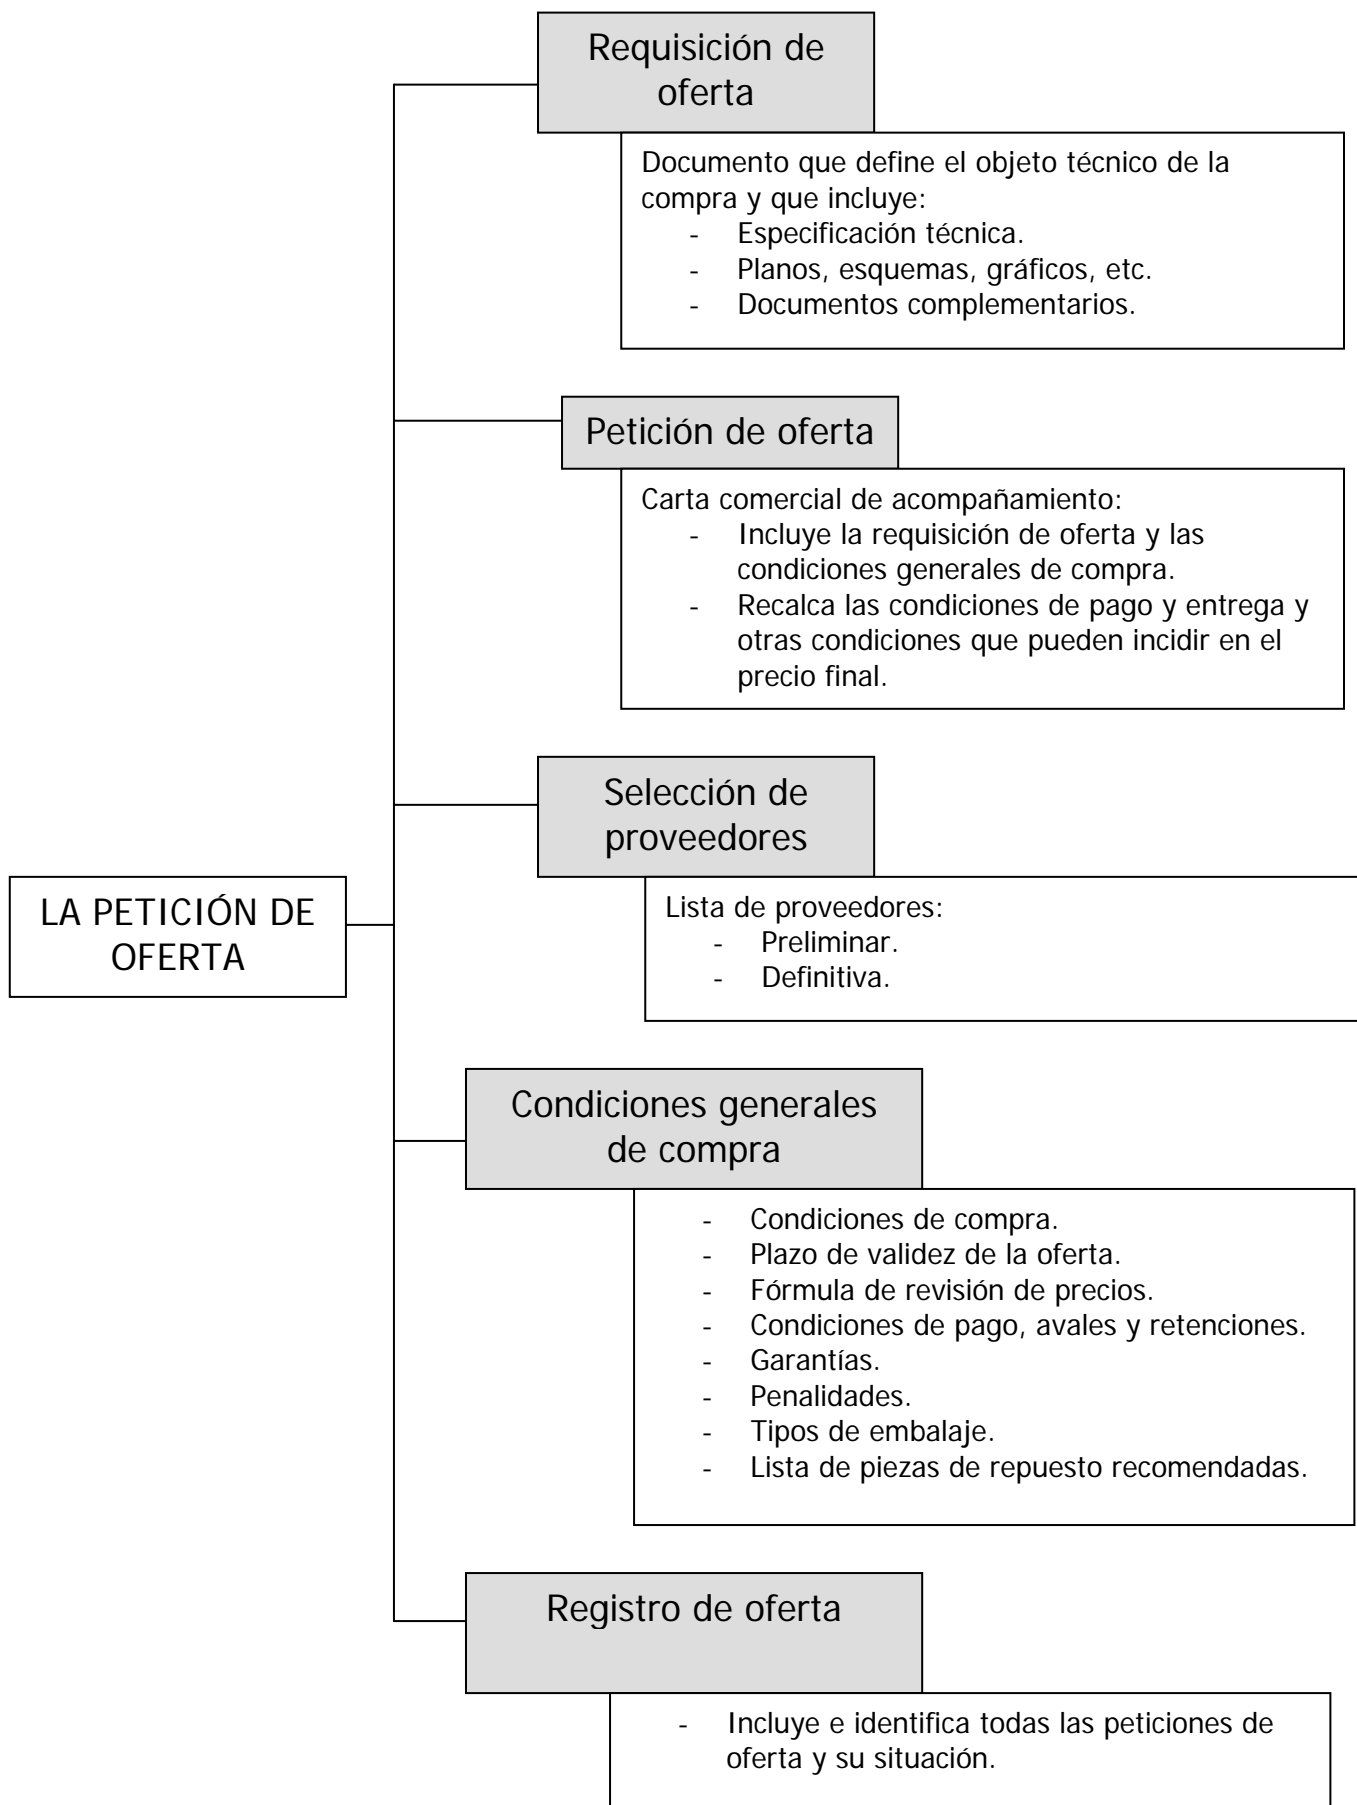 Requisición de
oferta
Documento que define el objeto técnico de la
compra y que incluye:
- Especificación técnica.
- Planos, esquemas, gráficos, etc.
- Documentos complementarios.
Petición de oferta
Carta comercial de acompañamiento:
- Incluye la requisición de oferta y las
condiciones generales de compra.
- Recalca las condiciones de pago y entrega y
otras condiciones que pueden incidir en el
precio final.
Selección de
proveedores
LA PETICIÓN DE
OFERTA
Lista de proveedores:
- Preliminar.
- Definitiva.
Condiciones generales
de compra
- Condiciones de compra.
- Plazo de validez de la oferta.
- Fórmula de revisión de precios.
- Condiciones de pago, avales y retenciones.
- Garantías.
- Penalidades.
- Tipos de embalaje.
- Lista de piezas de repuesto recomendadas.
Registro de oferta
- Incluye e identifica todas las peticiones de
oferta y su situación.